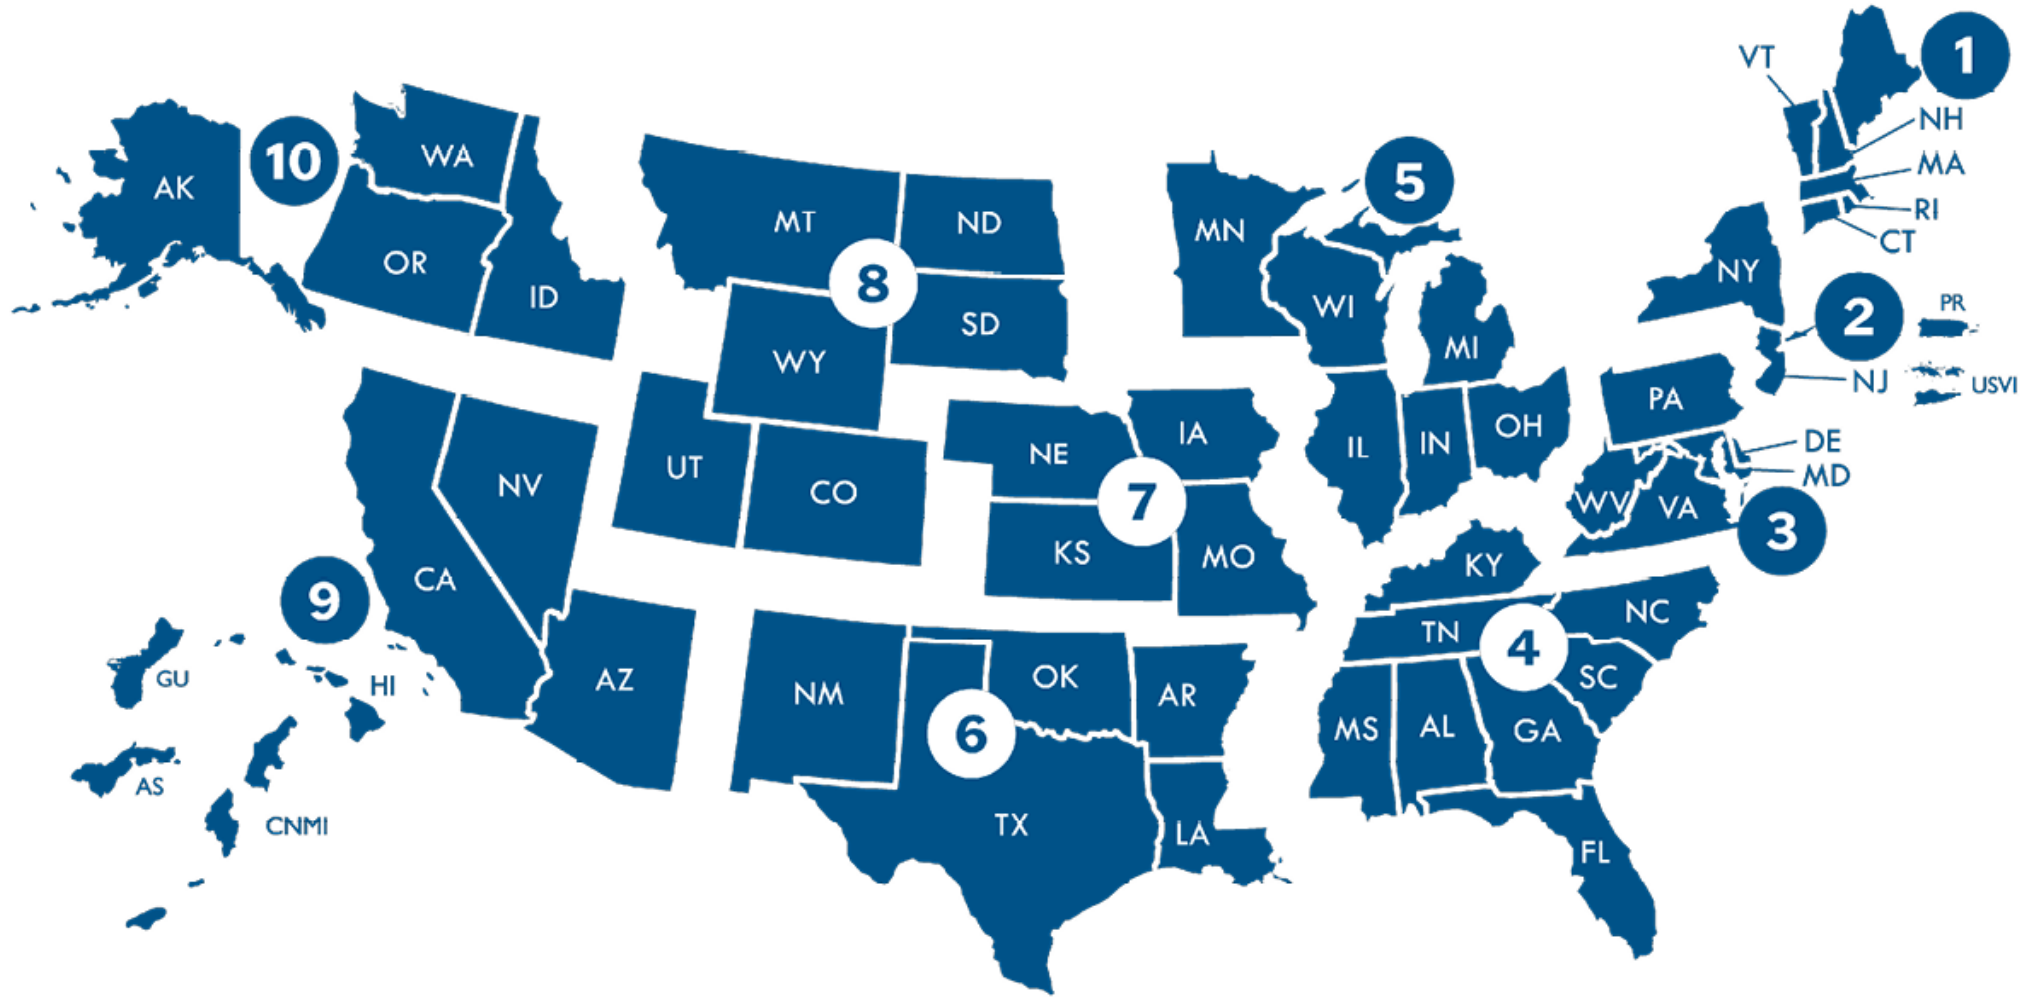 1
VT
NH
MA
RI
CT
10
AK
WA
OR
ID
8
MT
ND
SD
WY
UT
CO
5
MN
WI
MI
IL
IN
OH
NY
2
PR
NJ
USVI
PA
DE
MD
WV
VA
3
7
NE
IA
KS
MO
9
CA
NV
AZ
GU
HI
AS
CNMI
6
NM
OK
AR
TX
LA
4
KY
TN
NC
SC
MS
AL
GA
FL